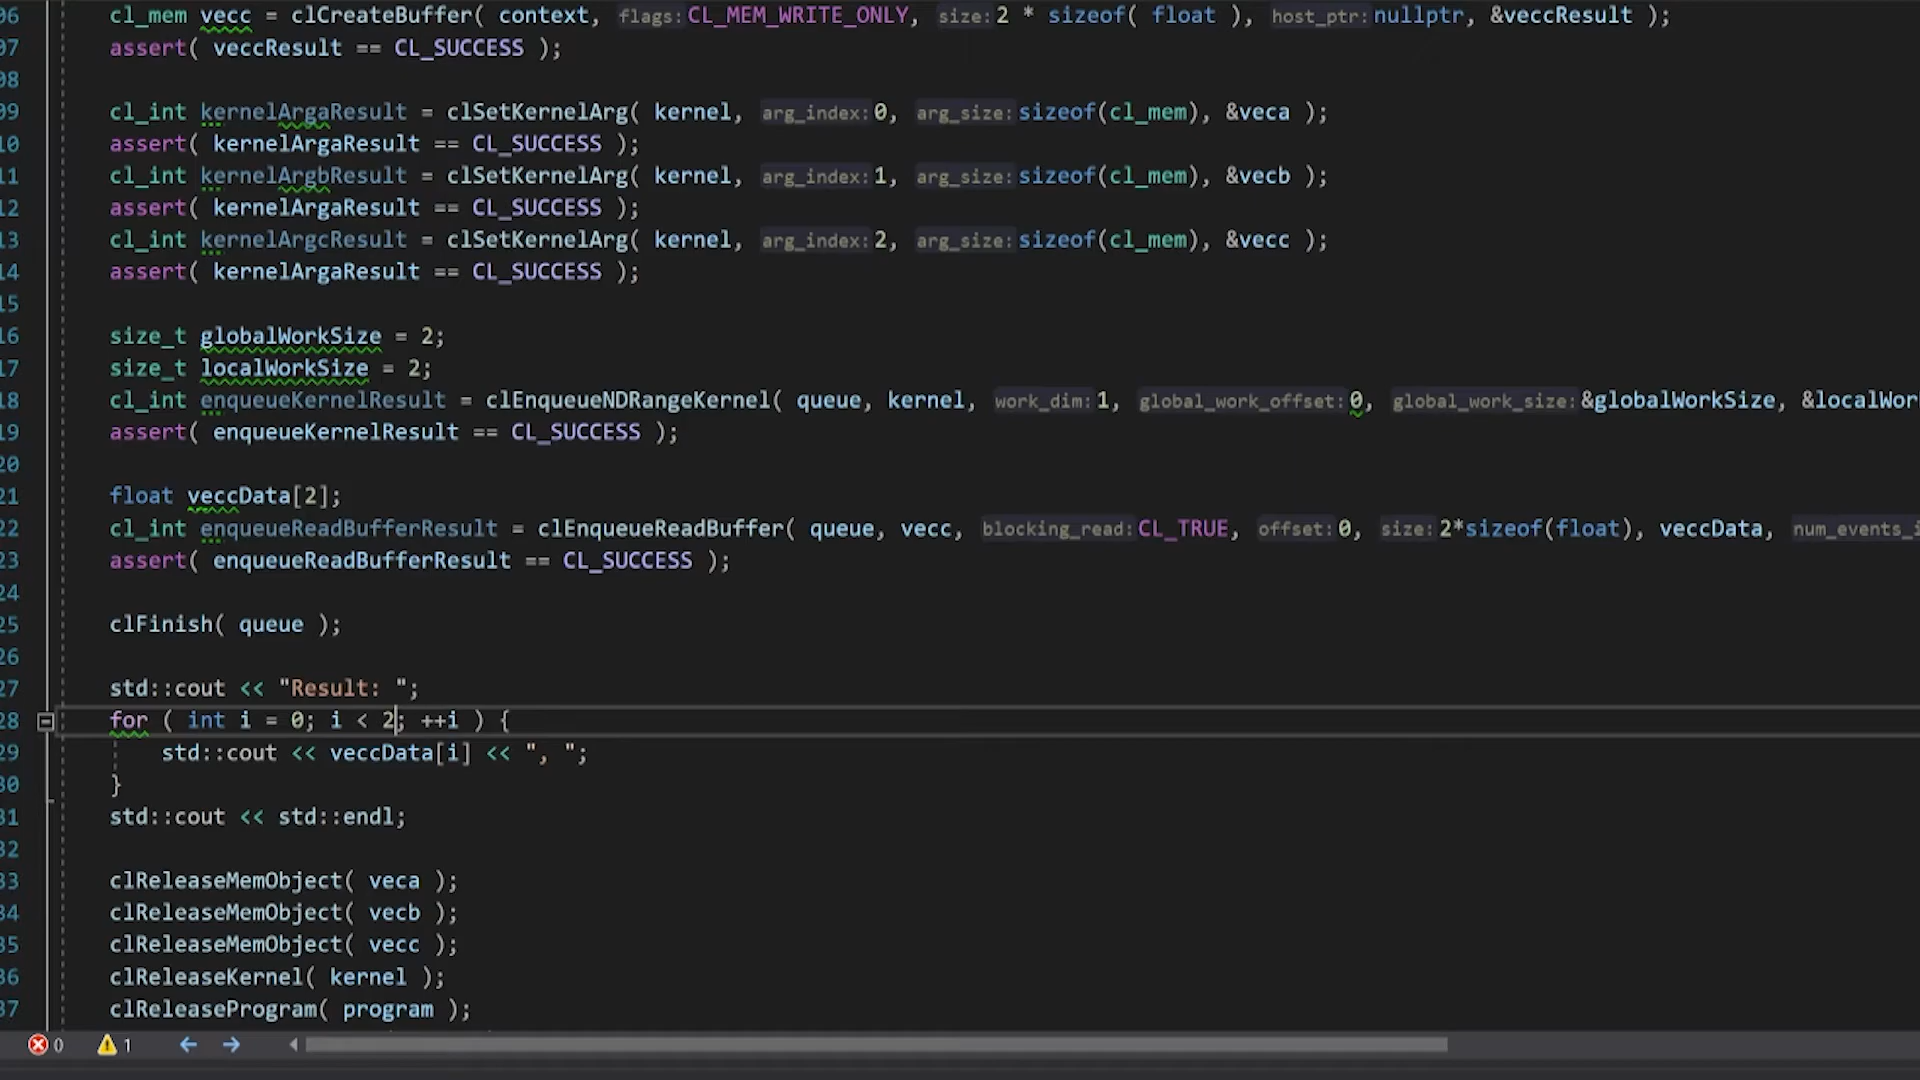 06 cl_mem vecc = clCreateBuffer( context, flags: CL_MEM_WRITE_ONLY, size: 2 * sizeof( float ), host_ptr: nullptr, &veccResult );
07 assert( veccResult == CL_SUCCESS );
08
09 cl_int kernelArgaResult = clSetKernelArg( kernel, arg_index: 0, arg_size: sizeof(cl_mem), &veca );
10 assert( kernelArgaResult == CL_SUCCESS );
11 cl_int kernelArgbResult = clSetKernelArg( kernel, arg_index: 1, arg_size: sizeof(cl_mem), &vecb );
12 assert( kernelArgaResult == CL_SUCCESS );
13 cl_int kernelArgcResult = clSetKernelArg( kernel, arg_index: 2, arg_size: sizeof(cl_mem), &vecc );
14 assert( kernelArgaResult == CL_SUCCESS );
15
16 size_t globalWorkSize = 2;
17 size_t localWorkSize = 2;
18 cl_int enqueueKernelResult = clEnqueueNDRangeKernel( queue, kernel, work_dim: 1, global_work_offset: 0, global_work_size: &globalWorkSize, &localWor
19 assert( enqueueKernelResult == CL_SUCCESS );
20
21 float veccData[2];
22 cl_int enqueueReadBufferResult = clEnqueueReadBuffer( queue, vecc, blocking_read: CL_TRUE, offset: 0, size: 2*sizeof(float), veccData, num_events_i
23 assert( enqueueReadBufferResult == CL_SUCCESS );
24
25 clFinish( queue );
26
27 std::cout << "Result: ";
28 for ( int i = 0; i < 2; ++i ) {
29 std::cout << veccData[i] << ", ";
30 }
31 std::cout << std::endl;
32
33 clReleaseMemObject( veca );
34 clReleaseMemObject( vecb );
35 clReleaseMemObject( vecc );
36 clReleaseKernel( kernel );
37 clReleaseProgram( program );
0 1